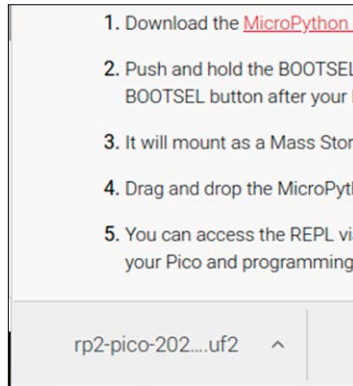 1. Download the MicroPython
2. Push and hold the BOOTSEL
BOOTSEL button after your
3. It will mount as a Mass Stor
4. Drag and drop the MicroPyt
5. You can access the REPL vi
your Pico and programming
rp2-pico-202....uf2